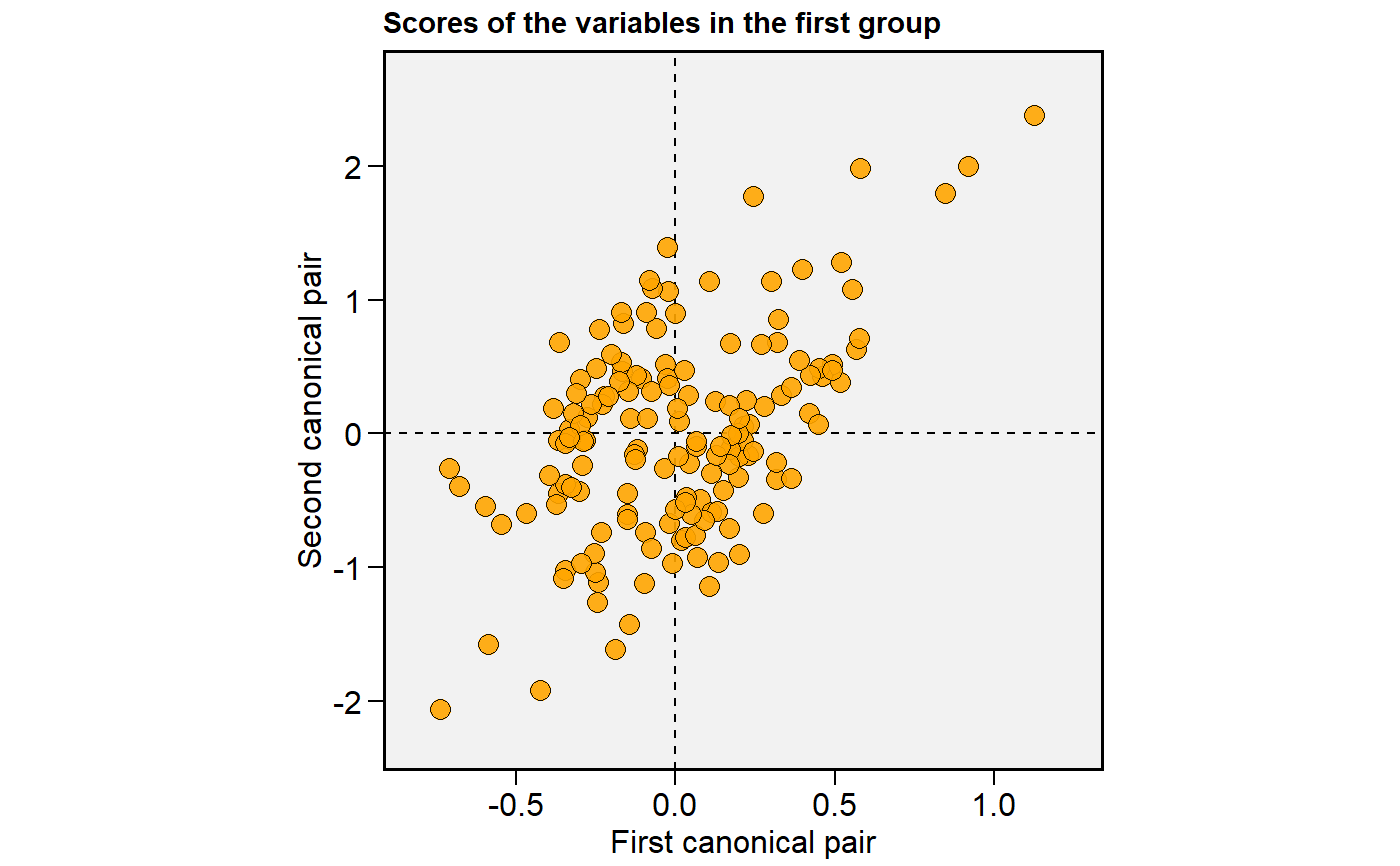 Scores of the variables in the first group
Second canonical pair
2
1
0
-1
-2
-0.5 0.0 0.5 1.0
First canonical pair